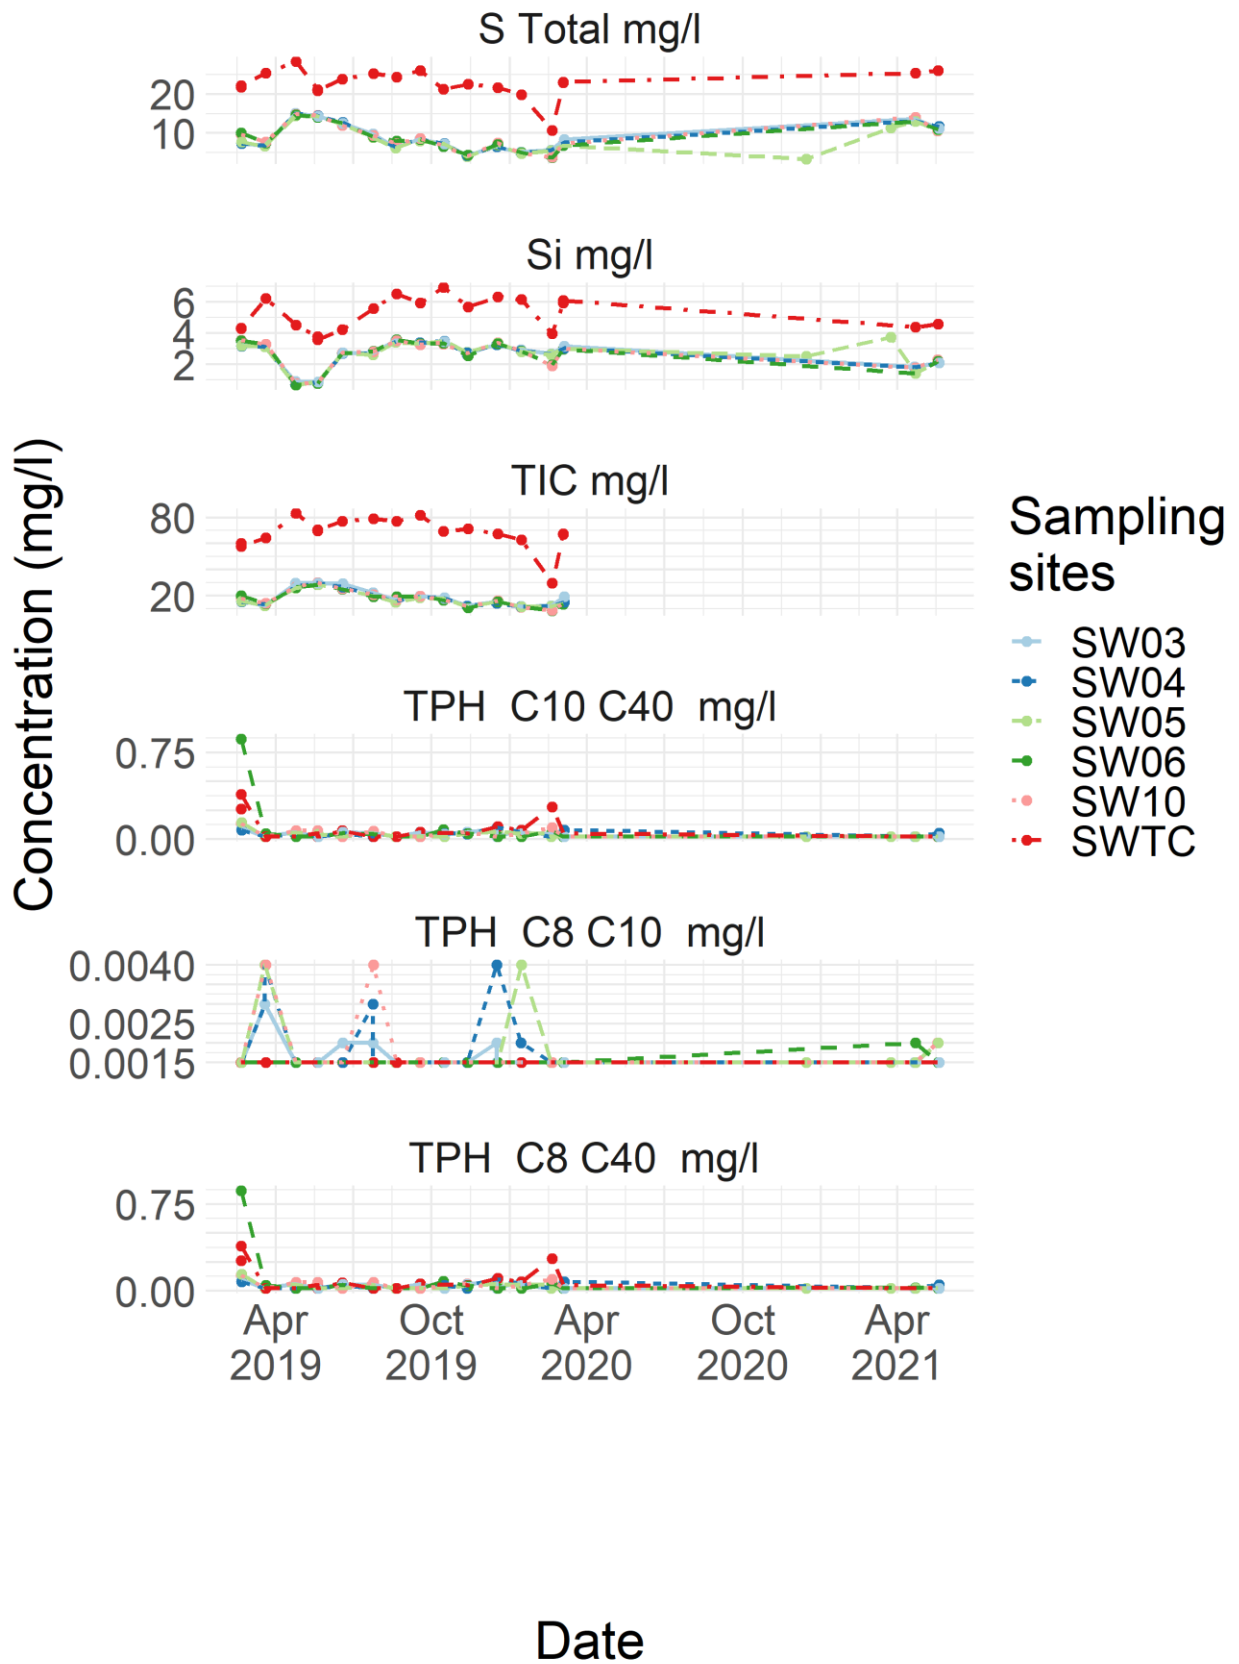 S Total mg/l
20
10
Si mg/l
6
4
2
TIC mg/l
80
20
TPH C10 C40 mg/l
0.75
0.00
TPH C8 C10 mg/l
0.0040
0.0025
0.0015
TPH C8 C40 mg/l
0.75
0.00
Apr Oct Apr Oct Apr
2019 2019 2020 2020 2021
Date
Concentration (mg/l)
Sampling
sites
SW03
SW04
SW05
SW06
SW10
SWTC